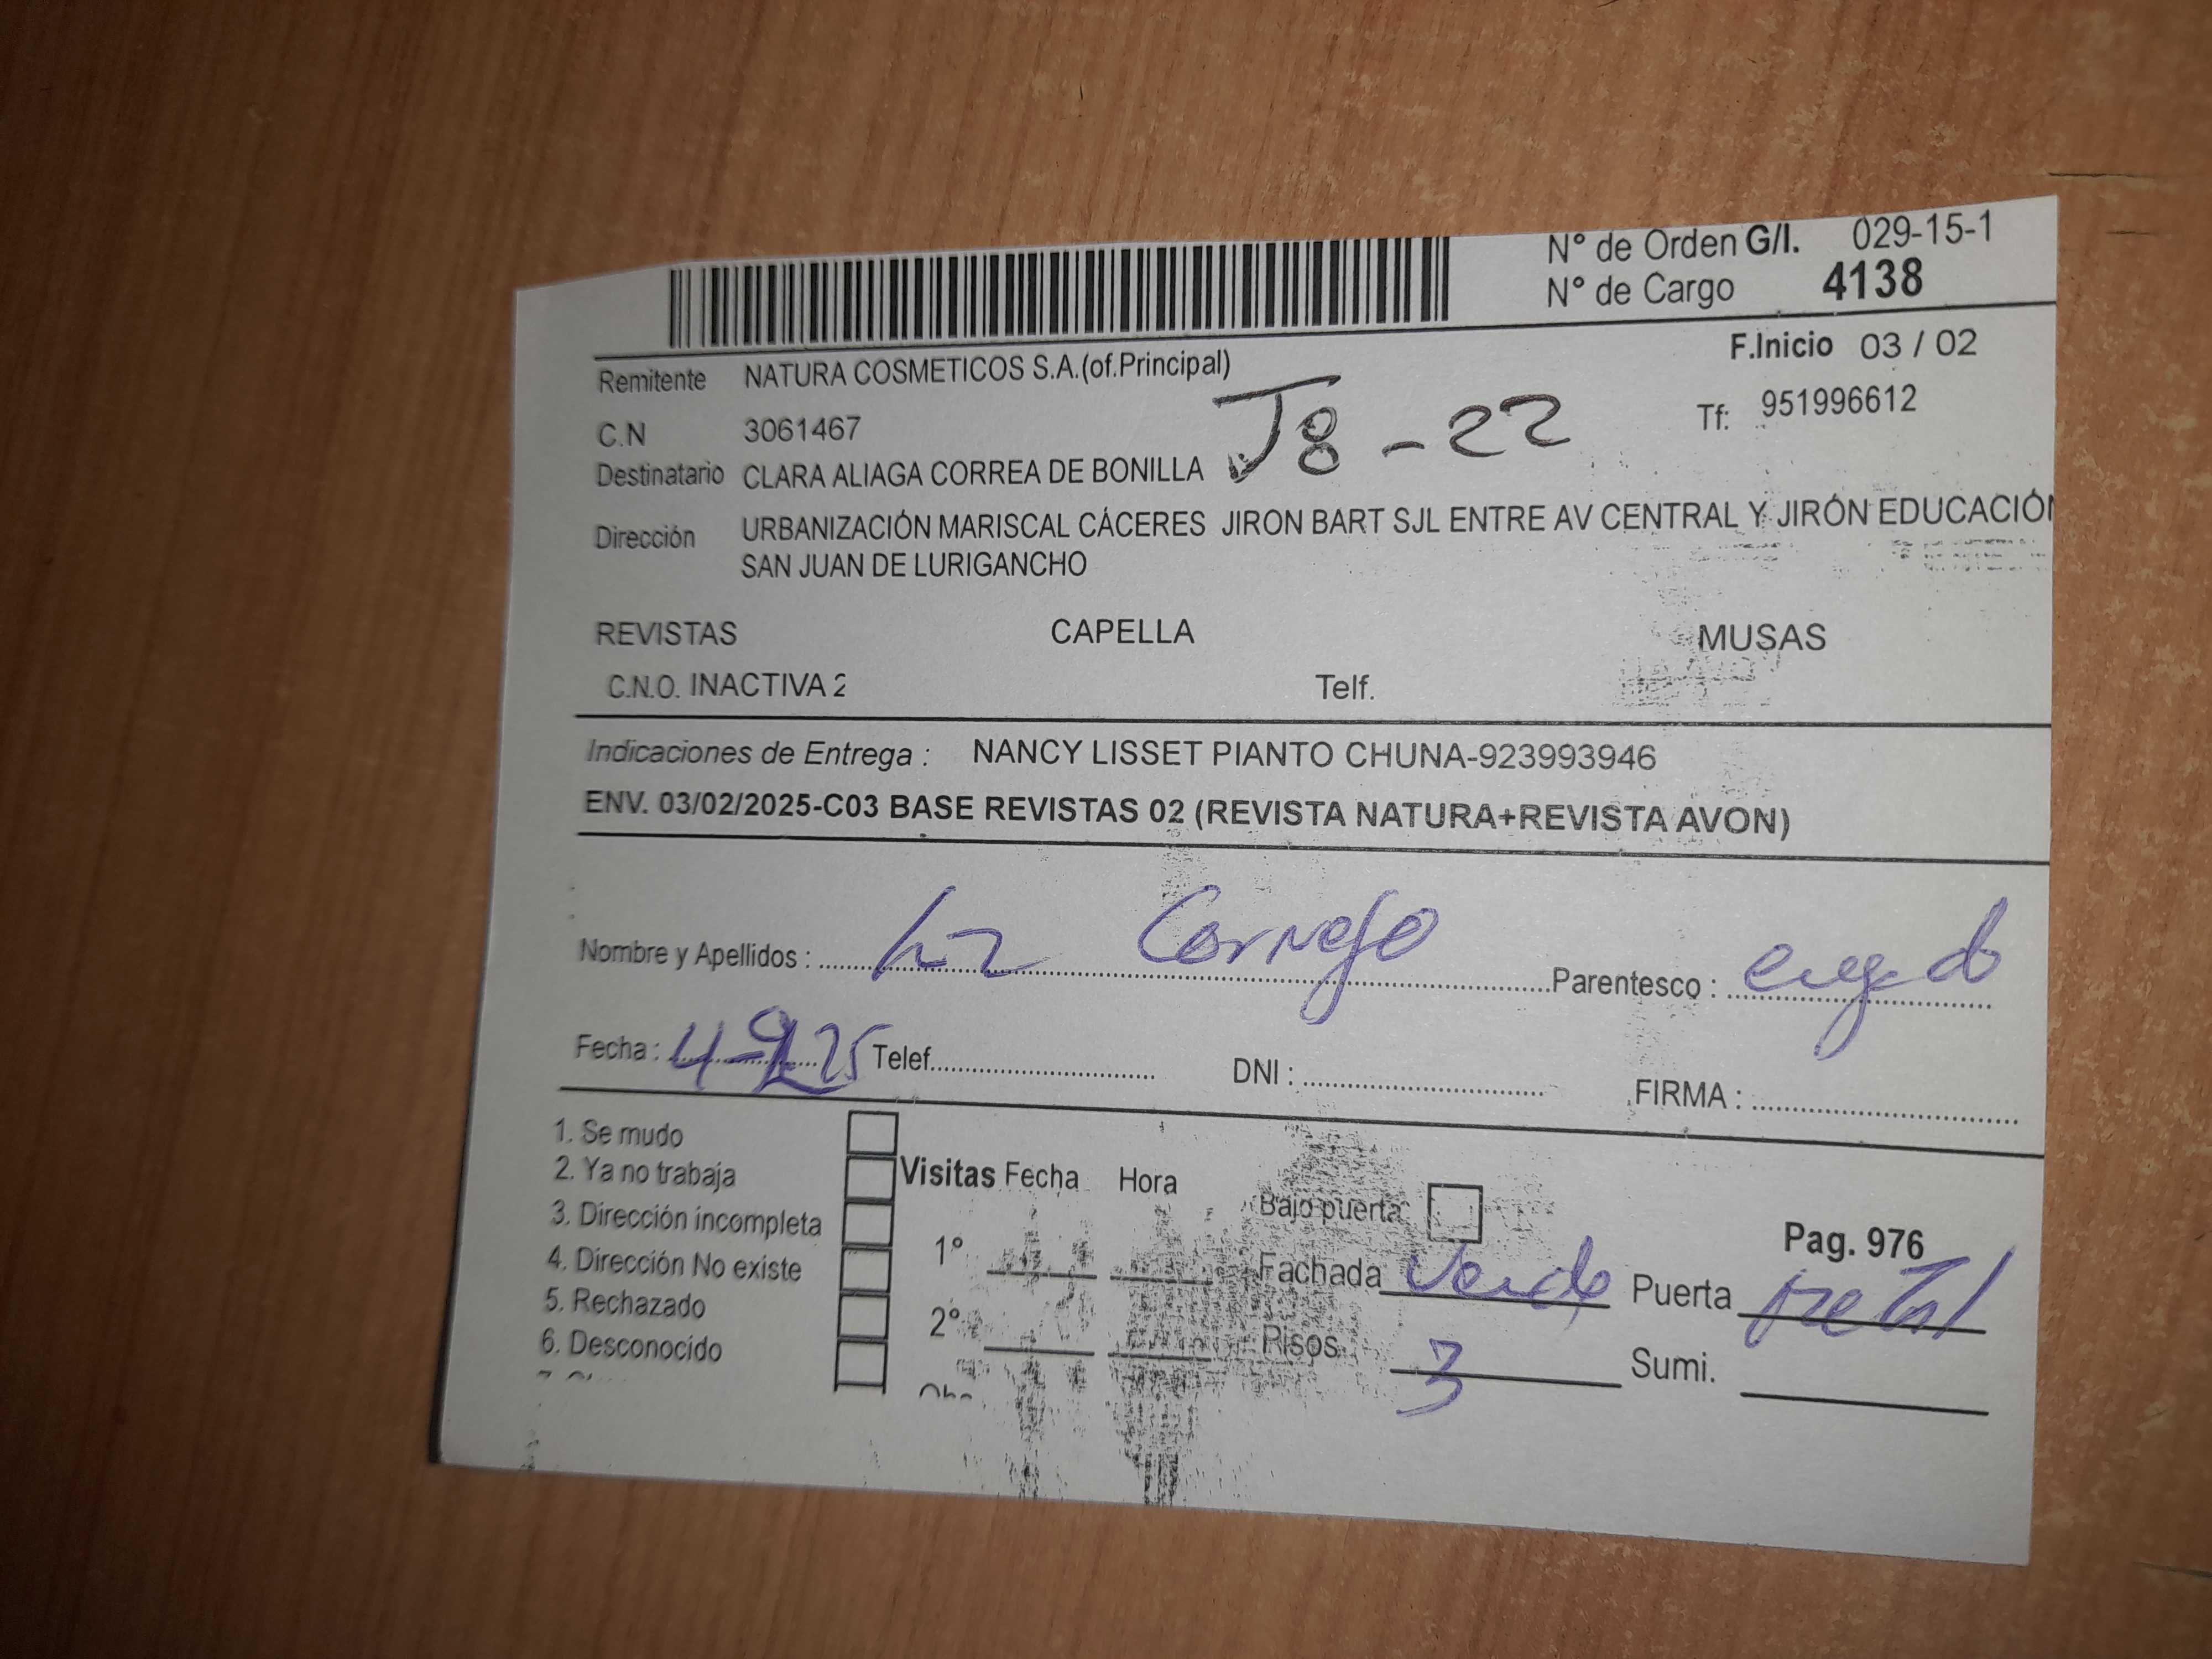 N° de Orden G/I. 029-15-1
N° de Cargo 4138
F.Inicio 03 / 02
Remitente NATURA COSMETICOS S.A.(of.Principal)
C.N 3061467 J8-22 Tf: 951996612
Destinatario CLARA ALIAGA CORREA DE BONILLA
Dirección URBANIZACIÓN MARISCAL CÁCERES JIRON BART SJL ENTRE AV CENTRAL Y JIRÓN EDUCACIÓN
SAN JUAN DE LURIGANCHO
REVISTAS CAPELLA MUSAS
C.N.O. INACTIVA 2 Telf.
Indicaciones de Entrega : NANCY LISSET PIANTO CHUNA-923993946
ENV. 03/02/2025-C03 BASE REVISTAS 02 (REVISTA NATURA+REVISTA AVON)
Nombre y Apellidos : Cornejo Parentesco :
Fecha : Telef. DNI : FIRMA :
1. Se mudo
2. Ya no trabaja
3. Dirección incompleta
4. Dirección No existe
5. Rechazado
6. Desconocido
Visitas Fecha Hora
1°
2°
Bajo puerta
Pag. 976
Fachada Verde Puerta metal
Pisos 3 Sumi.